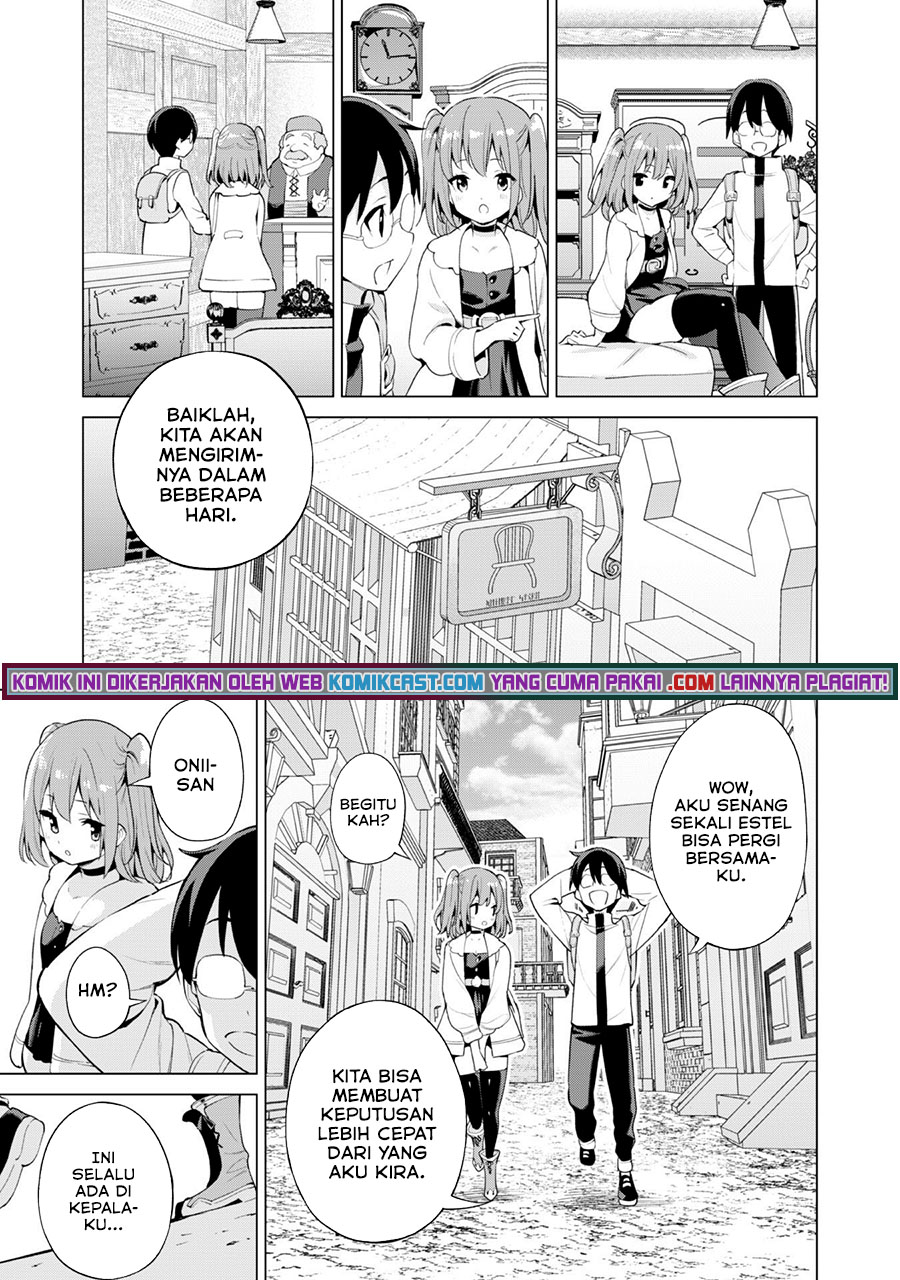 BAIKLAH,
KITA AKAN
MENGIRIM-
NYA DALAM
BEBERAPA
HARI.
KOMIK INI DIKERJAKAN OLEH WEB KOMIKCAST.COM YANG CUMA PAKAI .COM LAINNYA PLAGIAT!
WOW,
AKU SENANG
SEKALI ESTEL
BISA PERGI
BERSAMA-
KU.
BEGITU
KAH?
KITA BISA
MEMBUAT
KEPUTUSAN
LEBIH CEPAT
DARI YANG
AKU KIRA.
ONII-
SAN
HM?
INI
SELALU
ADA DI
KEPALA-
KU...